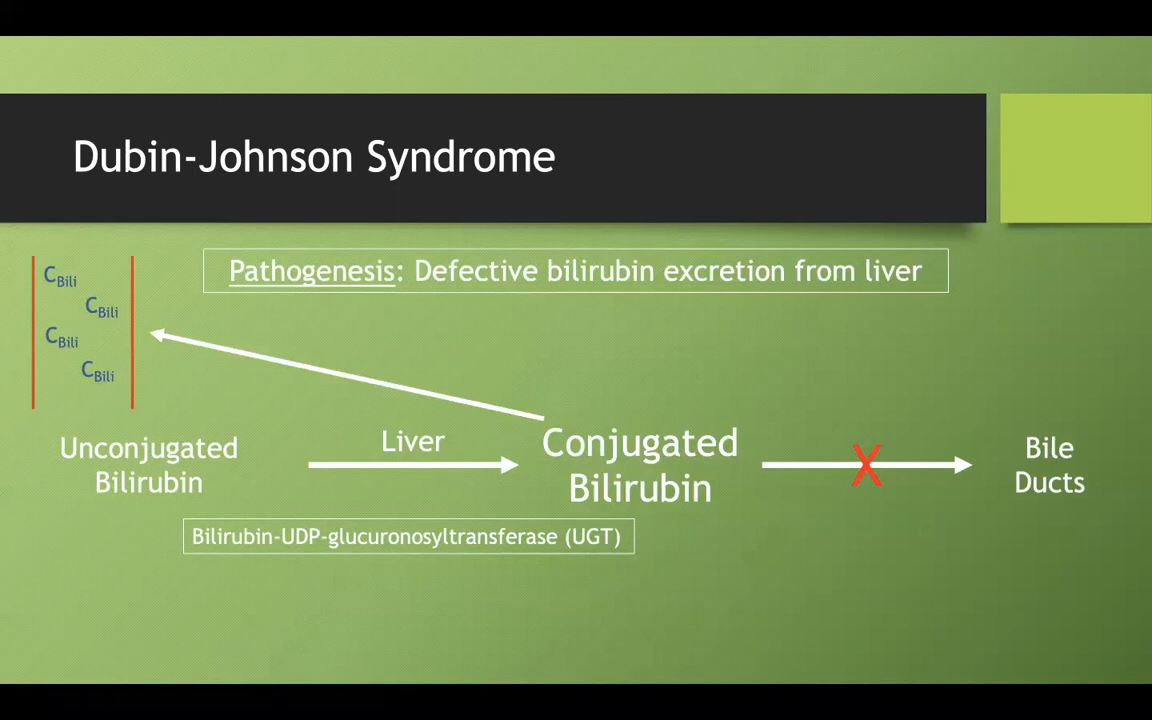 Dubin-Johnson Syndrome
Pathogenesis: Defective bilirubin excretion from liver
CBili
CBili
CBili
CBili
Unconjugated
Bilirubin
Liver
Conjugated
Bilirubin
X
Bile
Ducts
Bilirubin-UDP-glucuronosyltransferase (UGT)